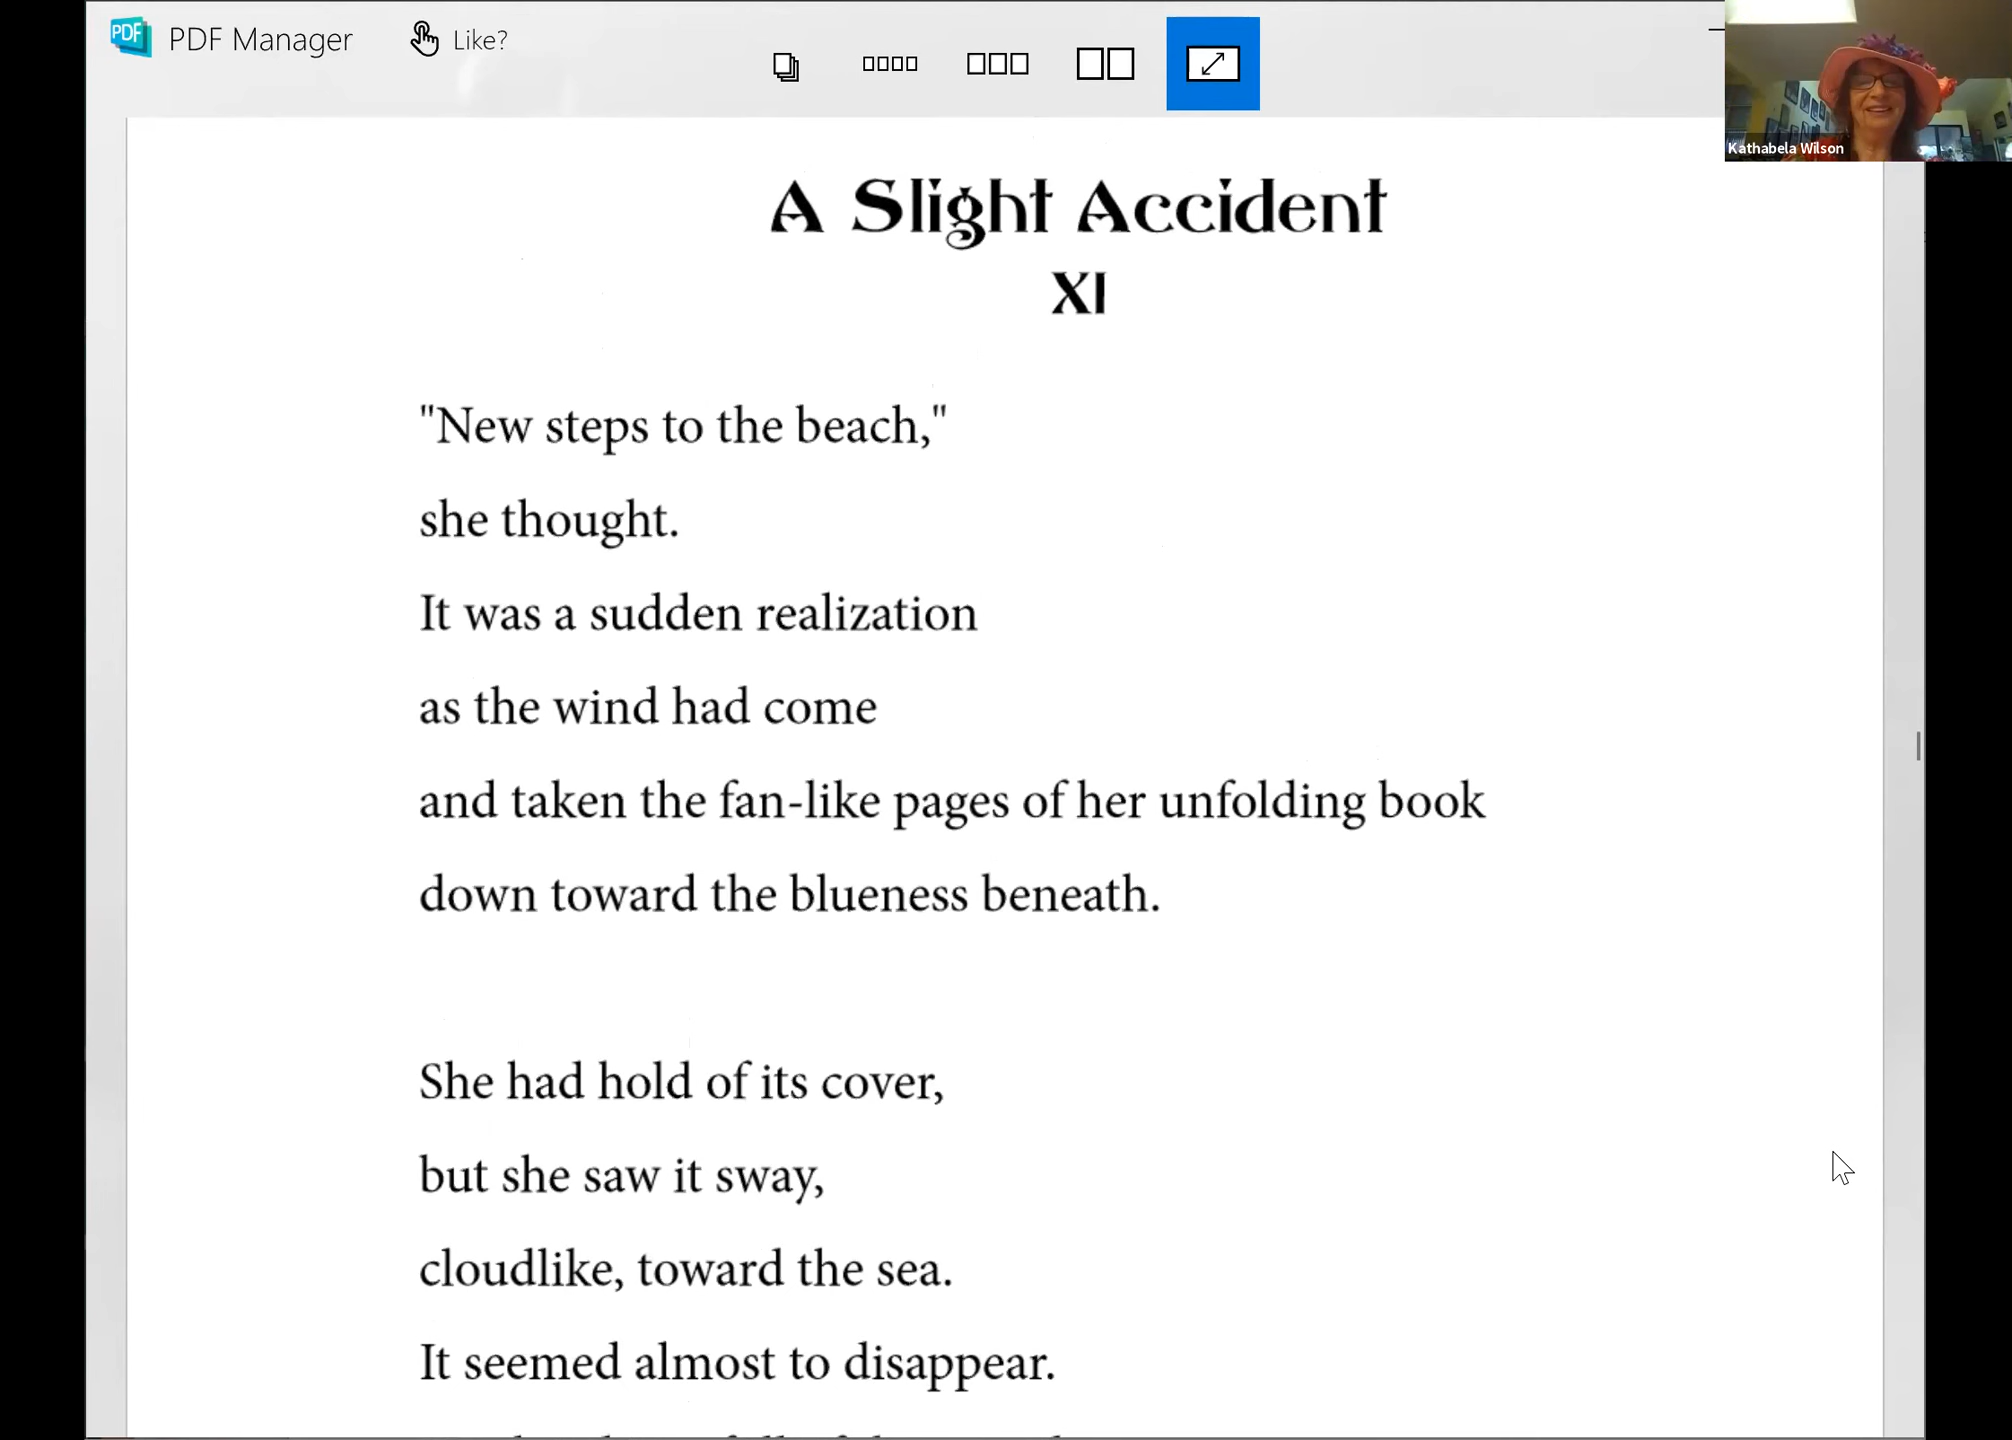 PDF
PDF Manager
Like?
Kathabela Wilson
A Slight Accident
XI
"New steps to the beach,"
she thought.
It was a sudden realization
as the wind had come
and taken the fan-like pages of her unfolding book
down toward the blueness beneath.
She had hold of its cover,
but she saw it sway,
cloudlike, toward the sea.
It seemed almost to disappear.